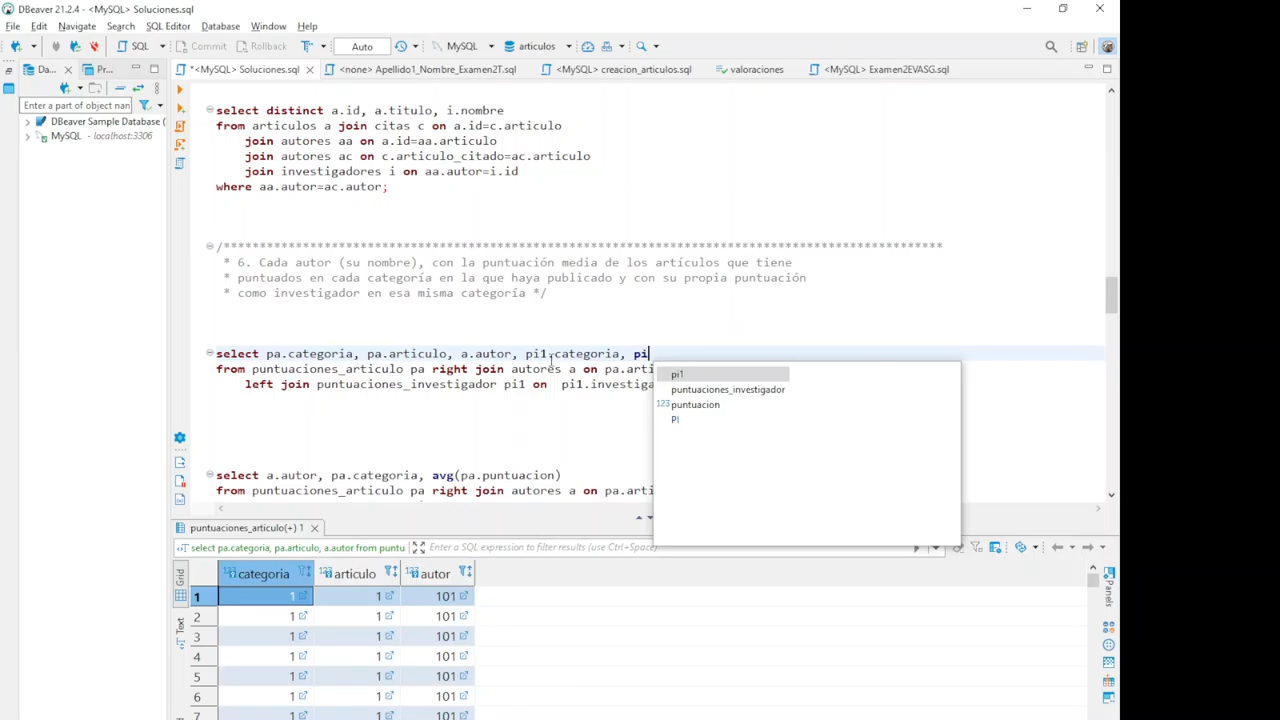 DBeaver 21.2.4 - <MySQL> Soluciones.sql
File Edit Navigate Search SQL Editor Database Window Help
SQL Commit Rollback Auto MySQL articulos
Da... Pr... *<MySQL> Soluciones.sql <none> Apellido1_Nombre_Examen2T.sql <MySQL> creacion_articulos.sql valoraciones <MySQL> Examen2EVASG.sql
Enter a part of object nan
DBeaver Sample Database (
MySQL - localhost:3306
select distinct a.id, a.titulo, i.nombre
from articulos a join citas c on a.id=c.articulo
join autores aa on a.id=aa.articulo
join autores ac on c.articulo_citado=ac.articulo
join investigadores i on aa.autor=i.id
where aa.autor=ac.autor;
/****************************************************************************************
* 6. Cada autor (su nombre), con la puntuación media de los artículos que tiene
* puntuados en cada categoría en la que haya publicado y con su propia puntuación
* como investigador en esa misma categoría */
select pa.categoria, pa.articulo, a.autor, pi1.categoria, pi
from puntuaciones_articulo pa right join autores a on pa.arti
left join puntuaciones_investigador pi1 on pi1.investiga
pi1
puntuaciones_investigador
123 puntuacion
PI
select a.autor, pa.categoria, avg(pa.puntuacion)
from puntuaciones_articulo pa right join autores a on pa.arti
puntuaciones_articulo(+) 1
select pa.categoria, pa.articulo, a.autor from puntu Enter a SQL expression to filter results (use Ctrl+Space)
Grid
Text
Panels
123 categoria 123 articulo 123 autor
1 1 1 101
2 1 1 101
3 1 1 101
4 1 1 101
5 1 1 101
6 1 1 101
7 1 1 101